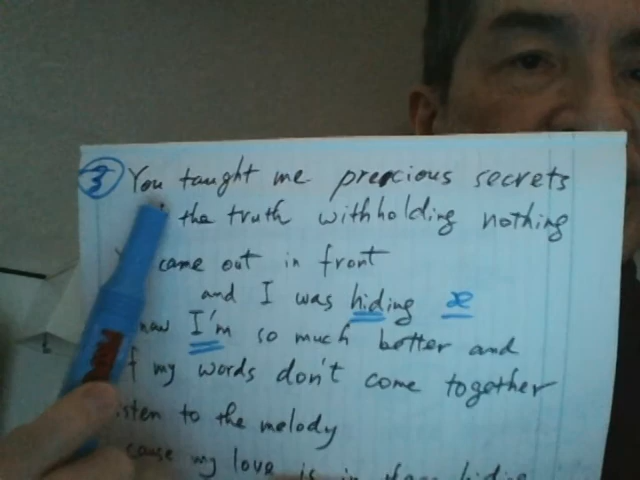 ③ You taught me precious secrets
the truth withholding nothing
came out in front
and I was hiding æ
now I'm so much better and
my words don't come together
to the melody
my love is in